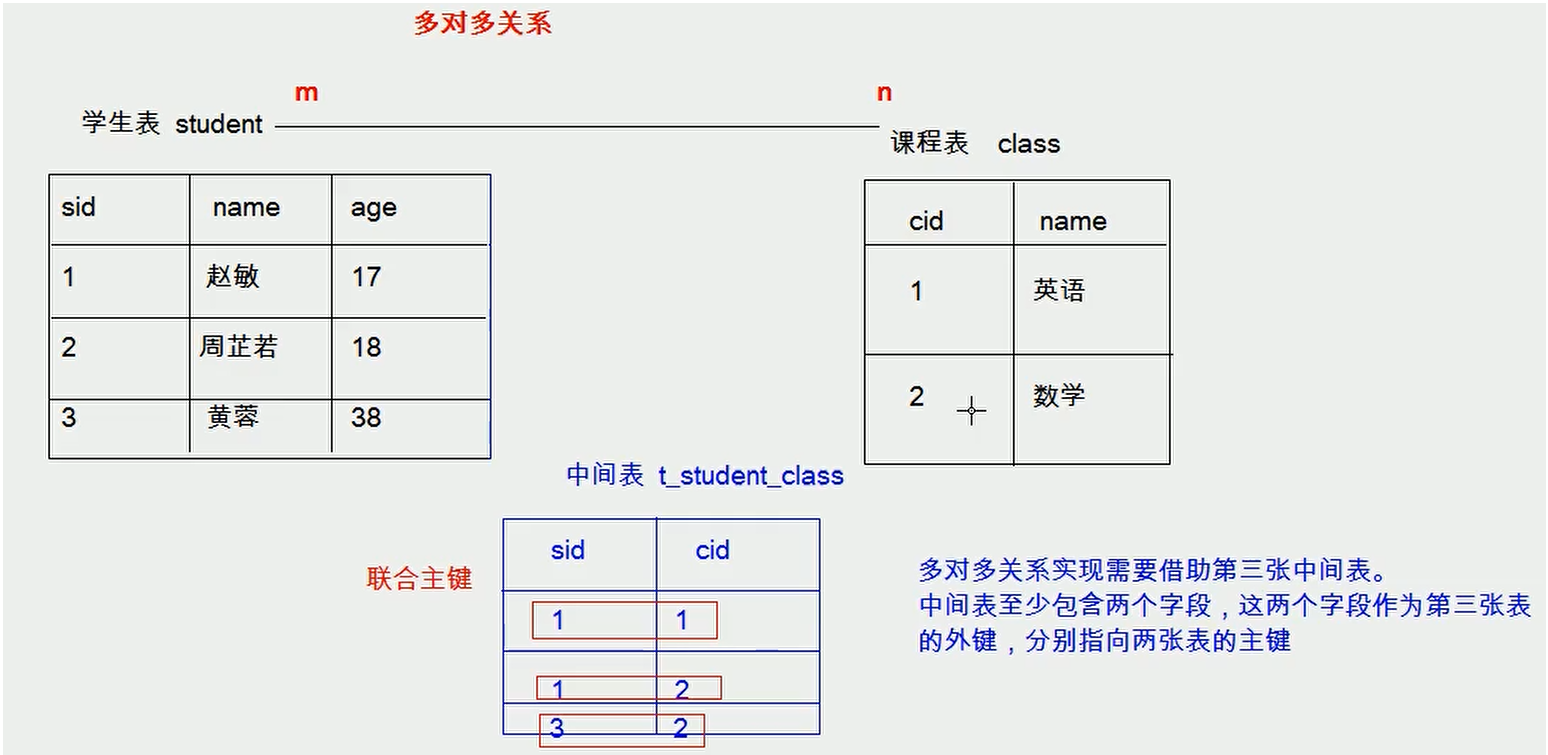 多对多关系
m n
学生表 student
课程表 class
sid name age
1 赵敏 17
2 周芷若 18
3 黄蓉 38
cid name
1 英语
2 数学
中间表 t_student_class
联合主键
sid cid
1 1
1 2
3 2
多对多关系实现需要借助第三张中间表。
中间表至少包含两个字段，这两个字段作为第三张表
的外键，分别指向两张表的主键